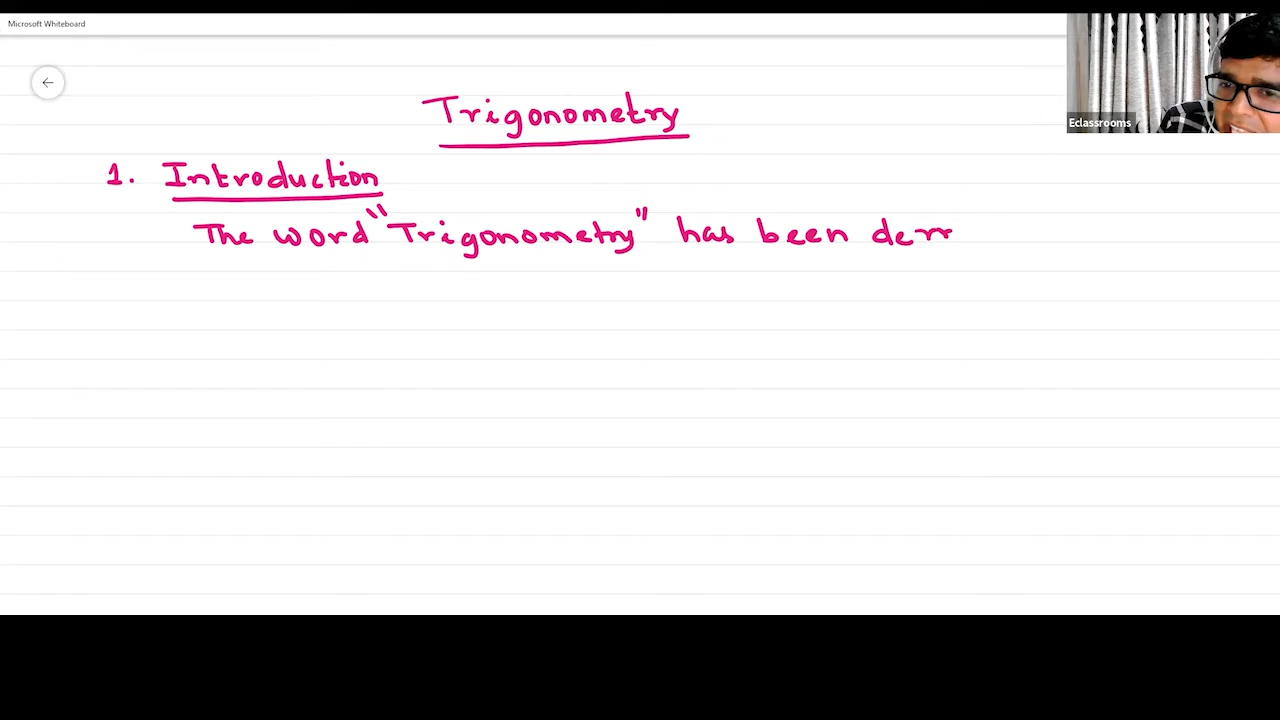 Microsoft Whiteboard
Eclassrooms
Trigonometry
1. Introduction
The word "Trigonometry" has been derr